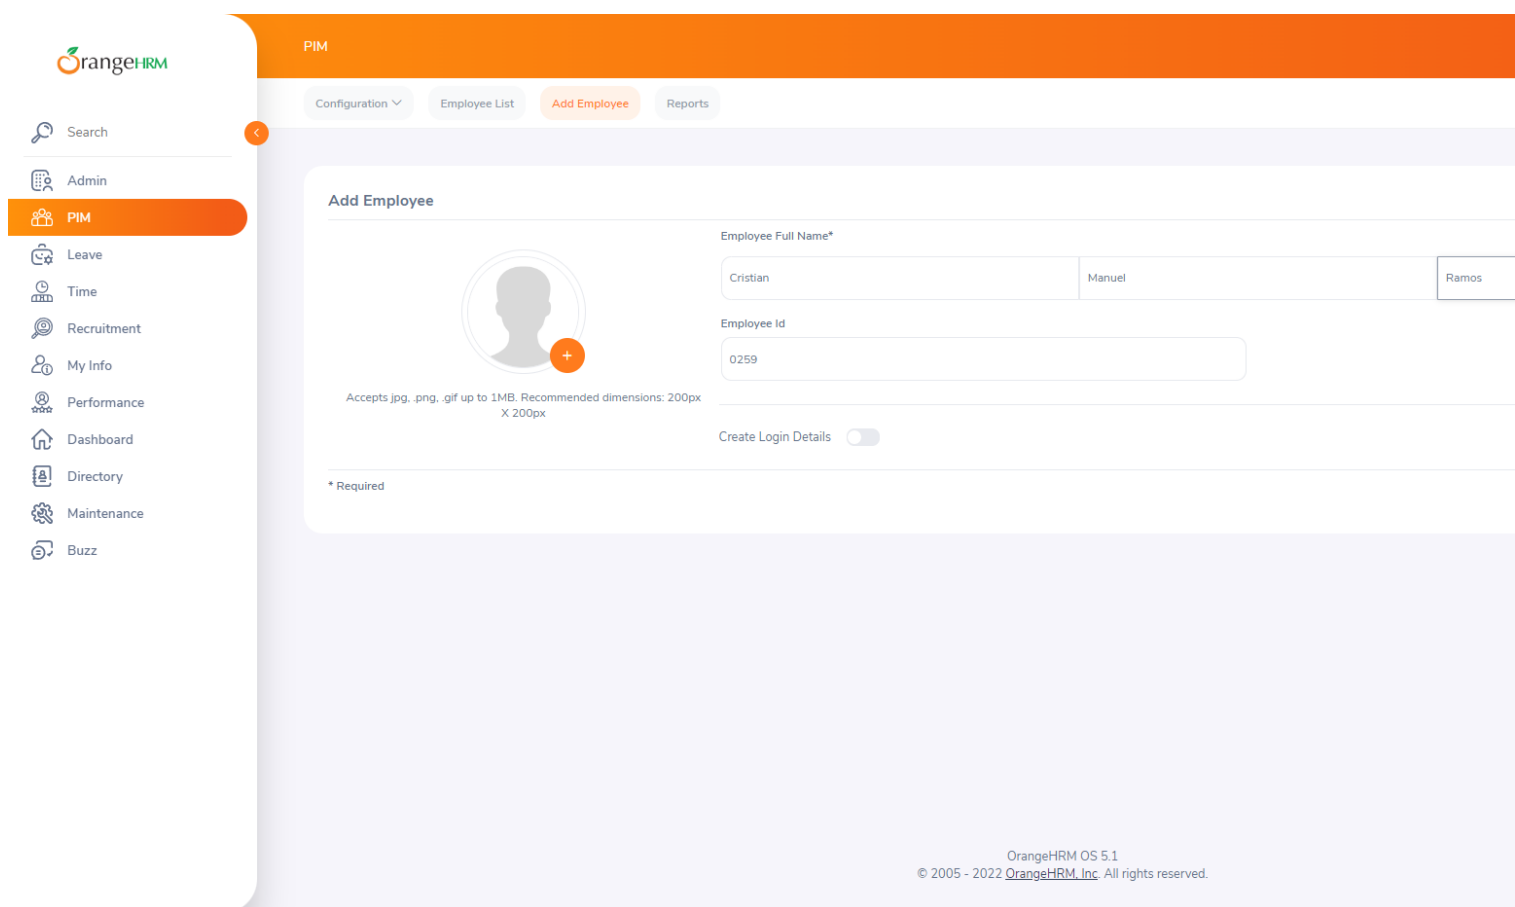 OrangeHRM
PIM
Configuration Employee List Add Employee Reports
Search
Admin
PIM
Leave
Time
Recruitment
My Info
Performance
Dashboard
Directory
Maintenance
Buzz
Add Employee
Accepts jpg, .png, .gif up to 1MB. Recommended dimensions: 200px
X 200px
Employee Full Name*
Cristian Manuel Ramos
Employee Id
0259
Create Login Details
* Required
OrangeHRM OS 5.1
© 2005 - 2022 OrangeHRM, Inc. All rights reserved.